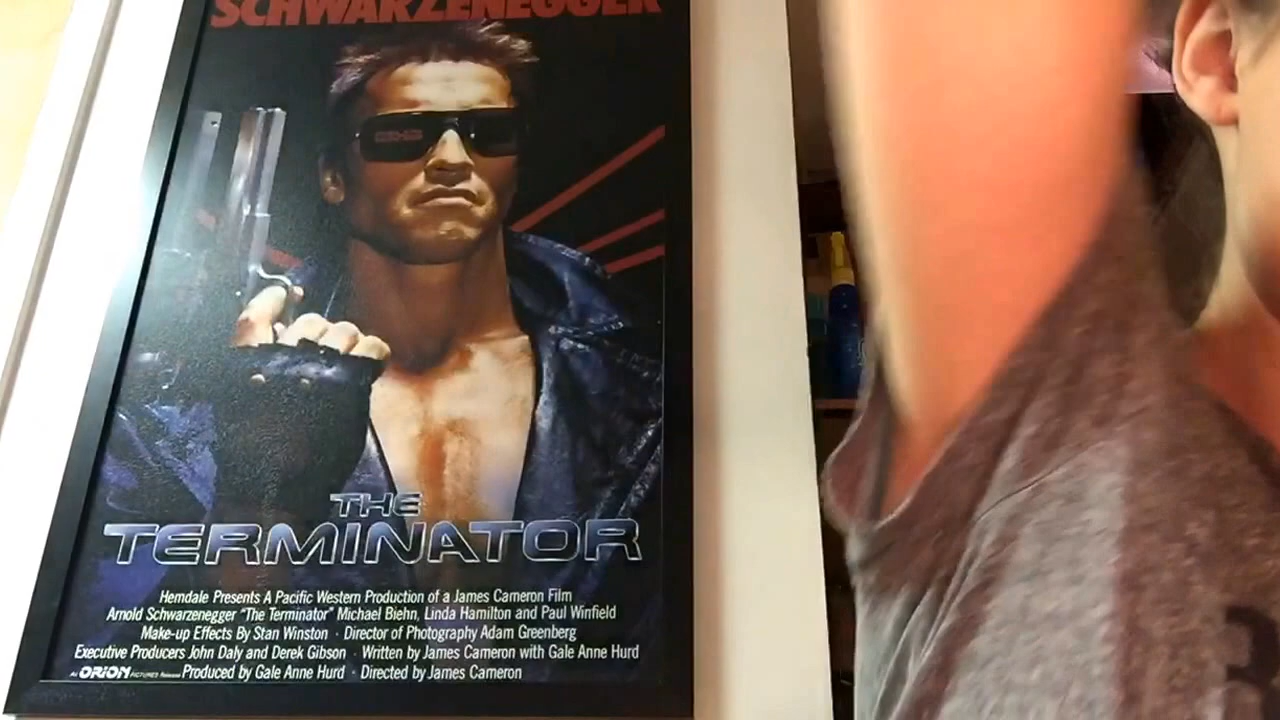 SCHWARZENEGGER
THE
TERMINATOR
Hemdale Presents A Pacific Western Production of a James Cameron Film
Arnold Schwarzenegger "The Terminator" Michael Biehn, Linda Hamilton and Paul Winfield
Make-up Effects By Stan Winston · Director of Photography Adam Greenberg
Executive Producers John Daly and Derek Gibson · Written by James Cameron with Gale Anne Hurd
An ORION PICTURES Release Produced by Gale Anne Hurd · Directed by James Cameron